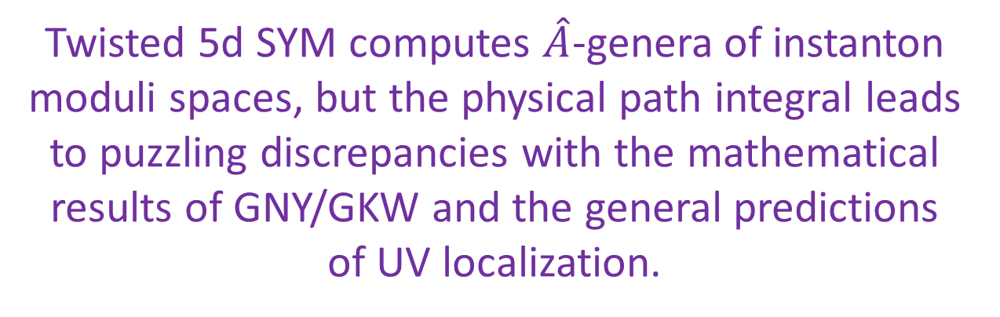 Twisted 5d SYM computes Â-genera of instanton
moduli spaces, but the physical path integral leads
to puzzling discrepancies with the mathematical
results of GNY/GKW and the general predictions
of UV localization.